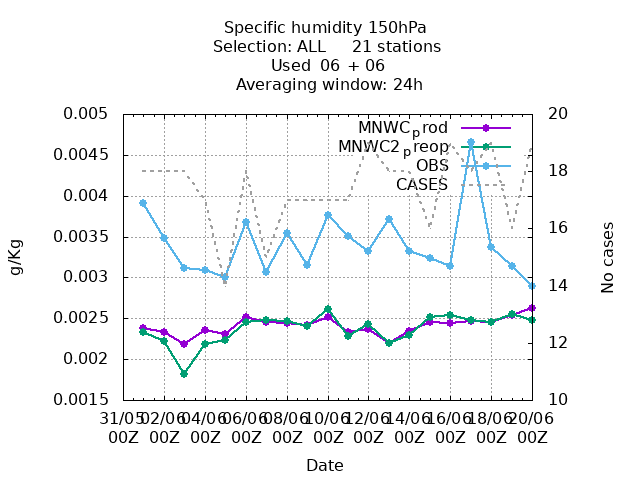 Specific humidity 150hPa
Selection: ALL     21 stations
Used  06 + 06
Averaging window: 24h
0.005
0.0045
0.004
0.0035
0.003
0.0025
0.002
0.0015
g/Kg
20
18
16
14
12
10
No cases
MNWCprod
MNWC2preop
OBS
CASES
31/05 02/06 04/06 06/06 08/06 10/06 12/06 14/06 16/06 18/06 20/06
00Z 00Z 00Z 00Z 00Z 00Z 00Z 00Z 00Z 00Z 00Z
Date